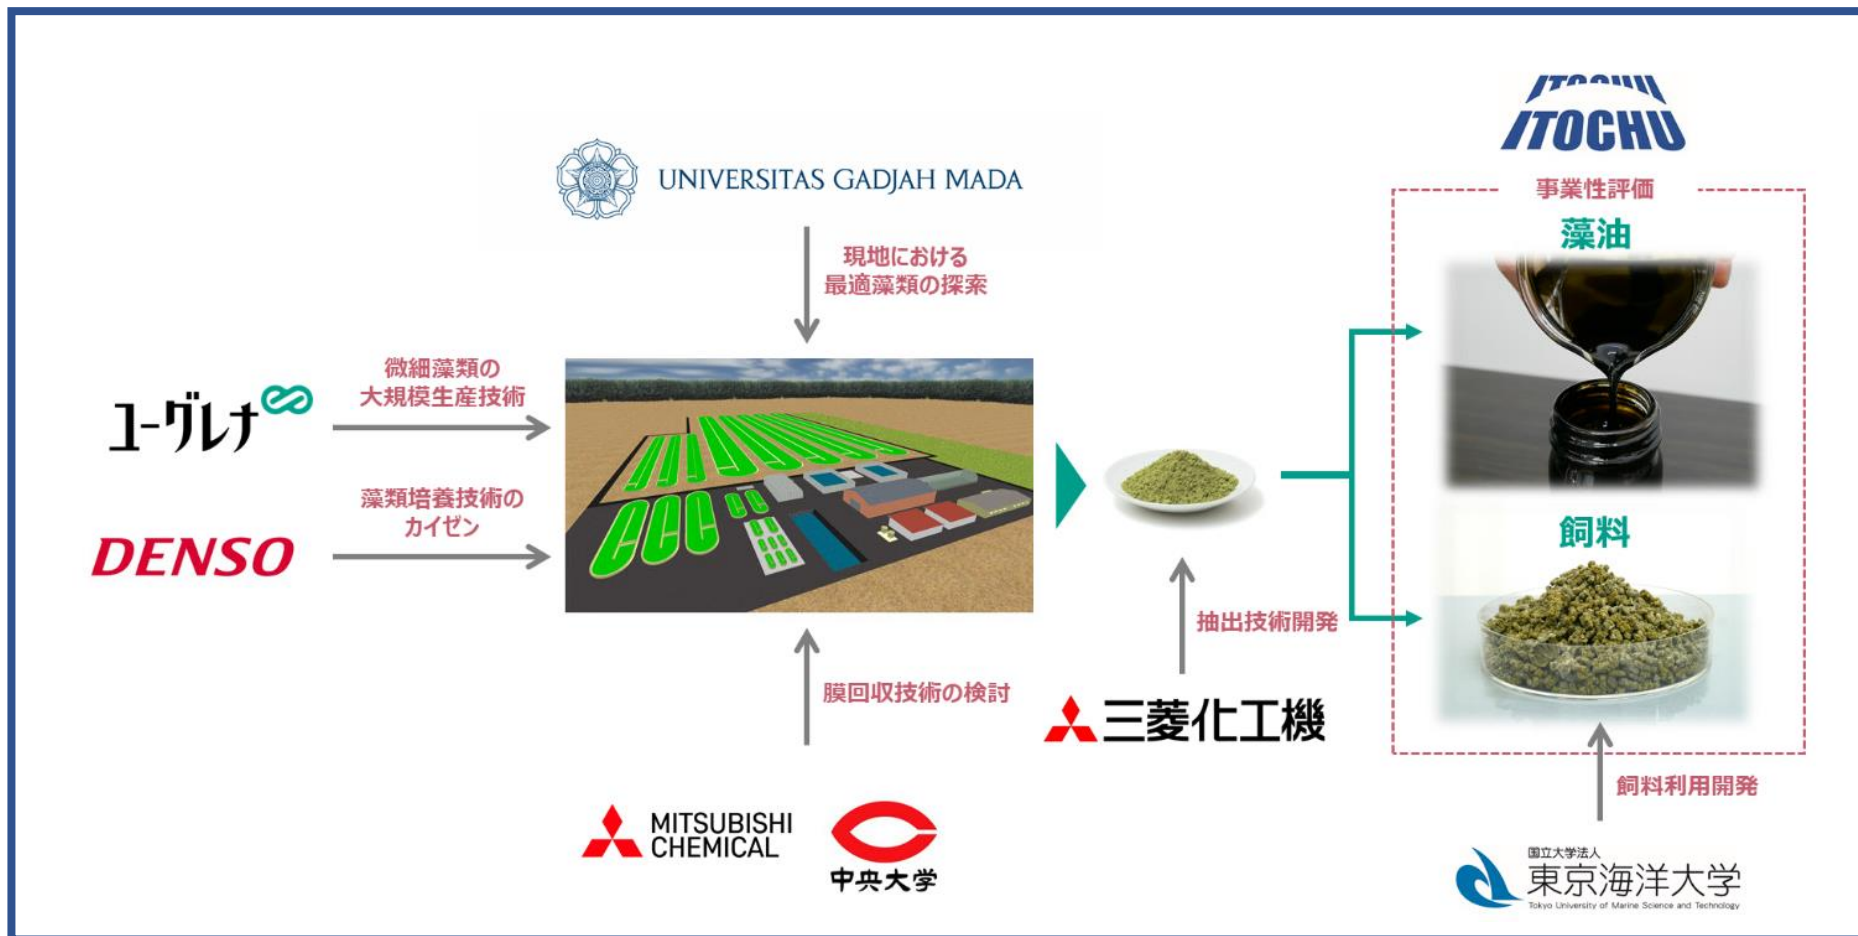 ITOCHU
ITOCHU
事業性評価
藻油
UNIVERSITAS GADJAH MADA
現地における
最適藻類の探索
微細藻類の
大規模生産技術
ユーグレナ
藻類培養技術の
カイゼン
DENSO
飼料
抽出技術開発
膜回収技術の検討
三菱化工機
飼料利用開発
MITSUBISHI
CHEMICAL
中央大学
国立大学法人
東京海洋大学
Tokyo University of Marine Science and Technology